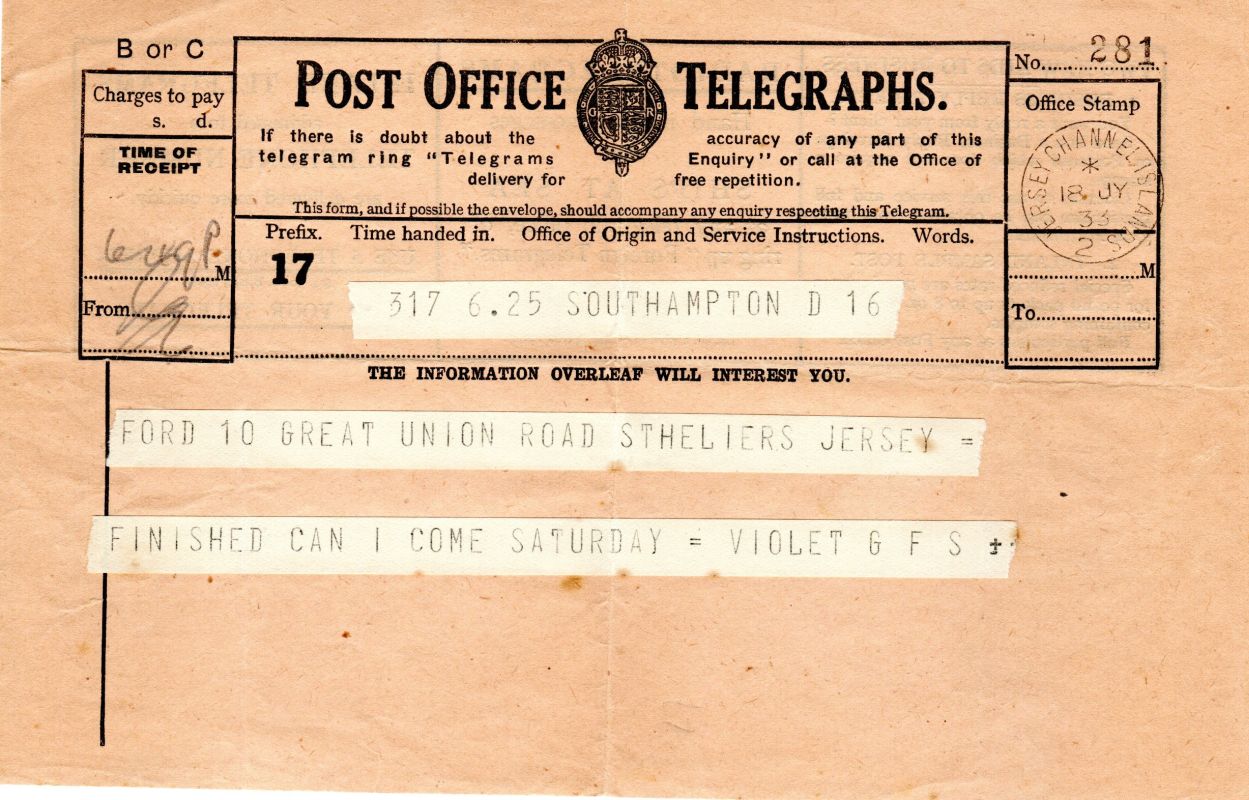 B or C
Charges to pay
s. d.
TIME OF
RECEIPT
M
From
POST OFFICE TELEGRAPHS.
G R
If there is doubt about the accuracy of any part of this
telegram ring "Telegrams Enquiry" or call at the Office of
delivery for free repetition.
This form, and if possible the envelope, should accompany any enquiry respecting this Telegram.
Prefix. Time handed in. Office of Origin and Service Instructions. Words.
17
317 6.25 SOUTHAMPTON D 16
No. 281
Office Stamp
JERSEY CHANNEL ISLANDS
*
18 JY
33
2 S
M
To
THE INFORMATION OVERLEAF WILL INTEREST YOU.
FORD 10 GREAT UNION ROAD STHELIERS JERSEY =
FINISHED CAN I COME SATURDAY = VIOLET G F S +